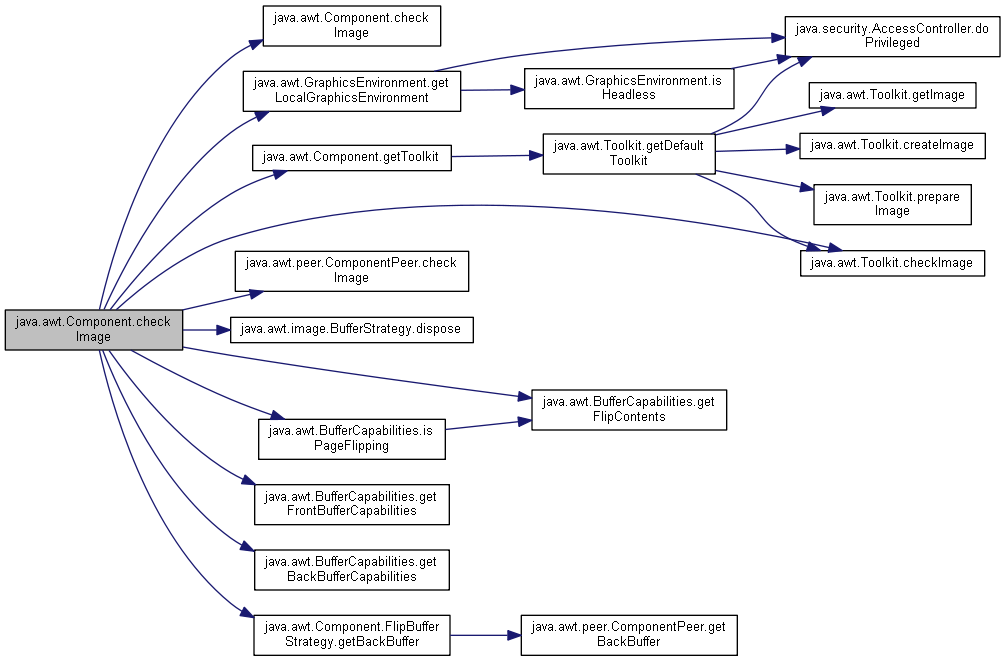 java.awt.Component.check
Image
java.security.AccessController.do
Privileged
java.awt.GraphicsEnvironment.get
LocalGraphicsEnvironment
java.awt.GraphicsEnvironment.is
Headless
java.awt.Toolkit.getImage
java.awt.Component.getToolkit
java.awt.Toolkit.getDefault
Toolkit
java.awt.Toolkit.createImage
java.awt.Toolkit.prepare
Image
java.awt.peer.ComponentPeer.check
Image
java.awt.Toolkit.checkImage
java.awt.Component.check
Image
java.awt.image.BufferStrategy.dispose
java.awt.BufferCapabilities.get
FlipContents
java.awt.BufferCapabilities.is
PageFlipping
java.awt.BufferCapabilities.get
FrontBufferCapabilities
java.awt.BufferCapabilities.get
BackBufferCapabilities
java.awt.Component.FlipBuffer
Strategy.getBackBuffer
java.awt.peer.ComponentPeer.get
BackBuffer